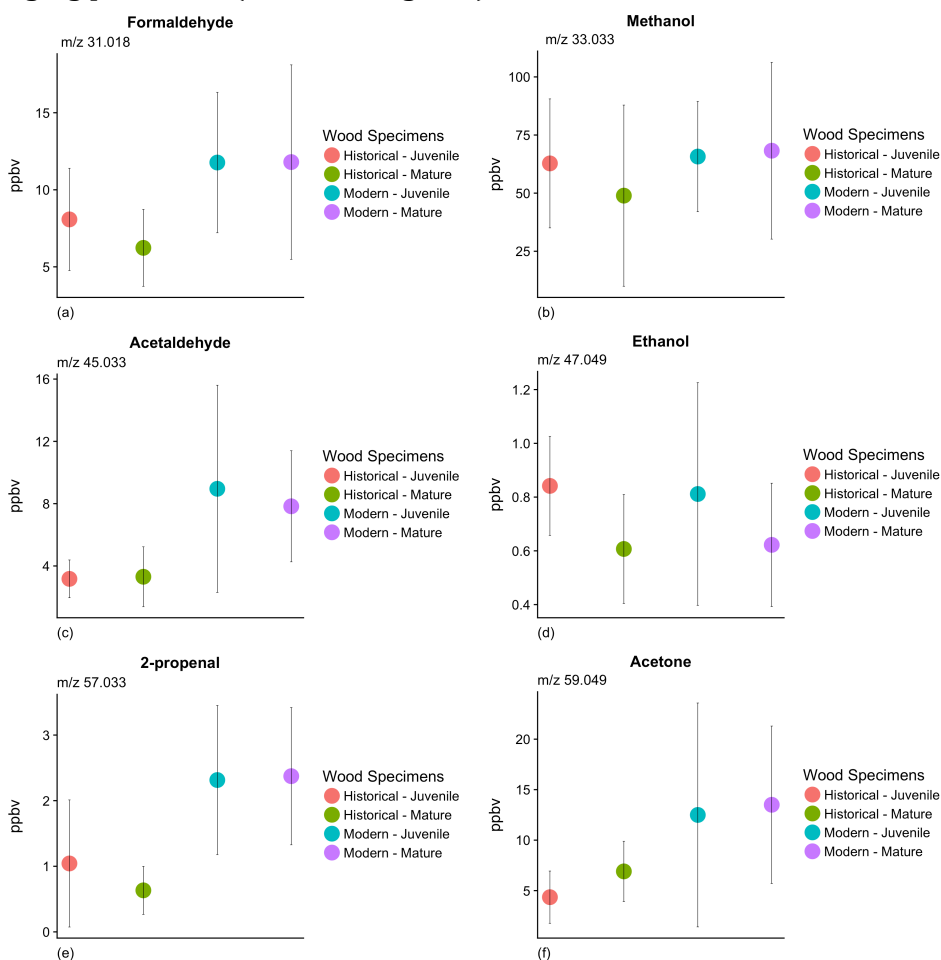 Formaldehyde
m/z 31.018
15
10
5
ppbv
Wood Specimens
Historical - Juvenile
Historical - Mature
Modern - Juvenile
Modern - Mature
(a)
Methanol
m/z 33.033
100
75
50
25
ppbv
Wood Specimens
Historical - Juvenile
Historical - Mature
Modern - Juvenile
Modern - Mature
(b)
Acetaldehyde
m/z 45.033
16
12
8
4
ppbv
Wood Specimens
Historical - Juvenile
Historical - Mature
Modern - Juvenile
Modern - Mature
(c)
Ethanol
m/z 47.049
1.2
1.0
0.8
0.6
0.4
ppbv
Wood Specimens
Historical - Juvenile
Historical - Mature
Modern - Juvenile
Modern - Mature
(d)
2-propenal
m/z 57.033
3
2
1
0
ppbv
Wood Specimens
Historical - Juvenile
Historical - Mature
Modern - Juvenile
Modern - Mature
(e)
Acetone
m/z 59.049
20
15
10
5
ppbv
Wood Specimens
Historical - Juvenile
Historical - Mature
Modern - Juvenile
Modern - Mature
(f)